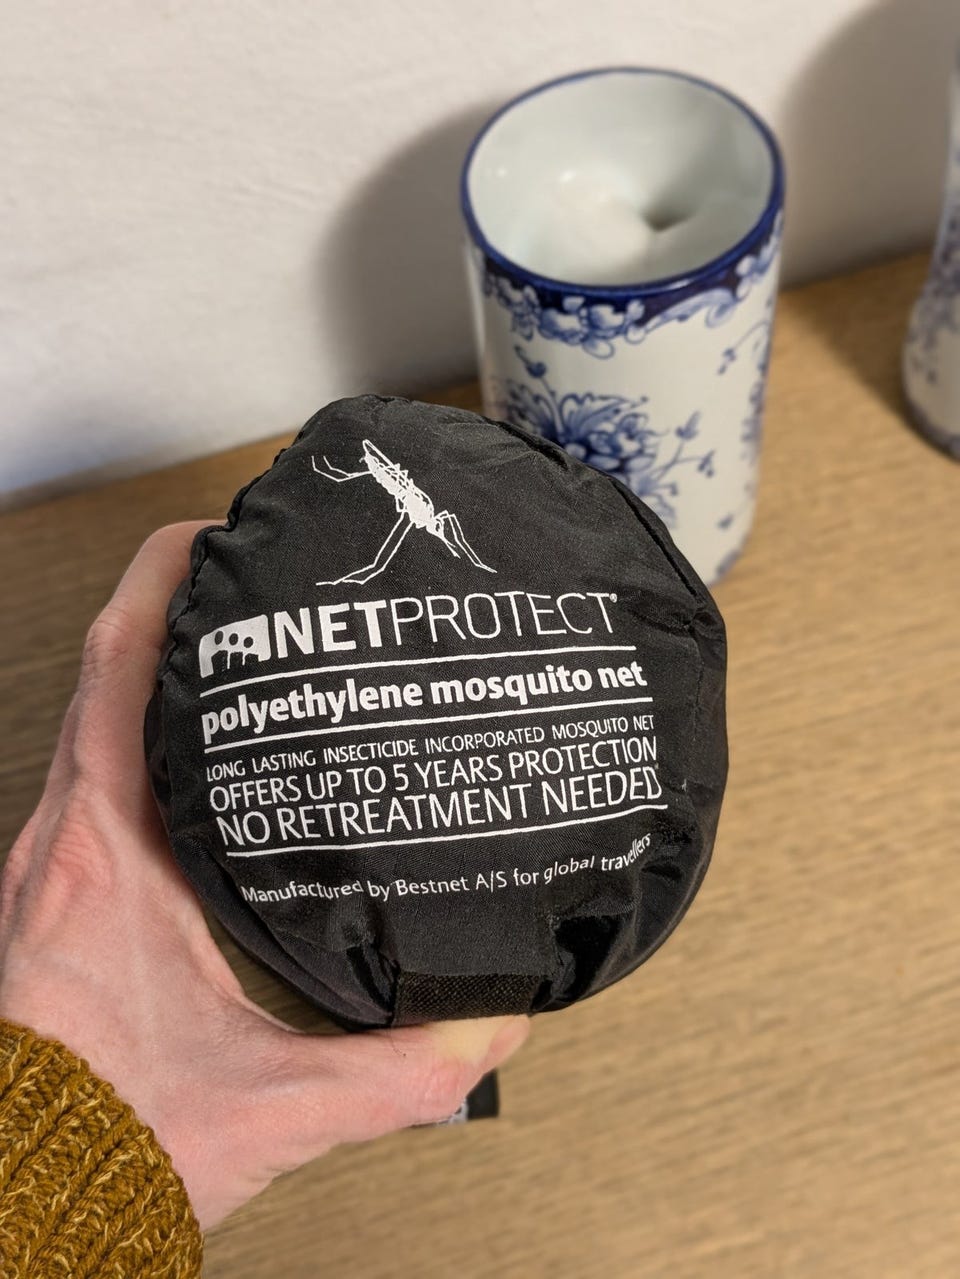 NETPROTECT®
polyethylene mosquito net
LONG LASTING INSECTICIDE INCORPORATED MOSQUITO NET
OFFERS UP TO 5 YEARS PROTECTION
NO RETREATMENT NEEDED
Manufactured by Bestnet A/S for global travellers